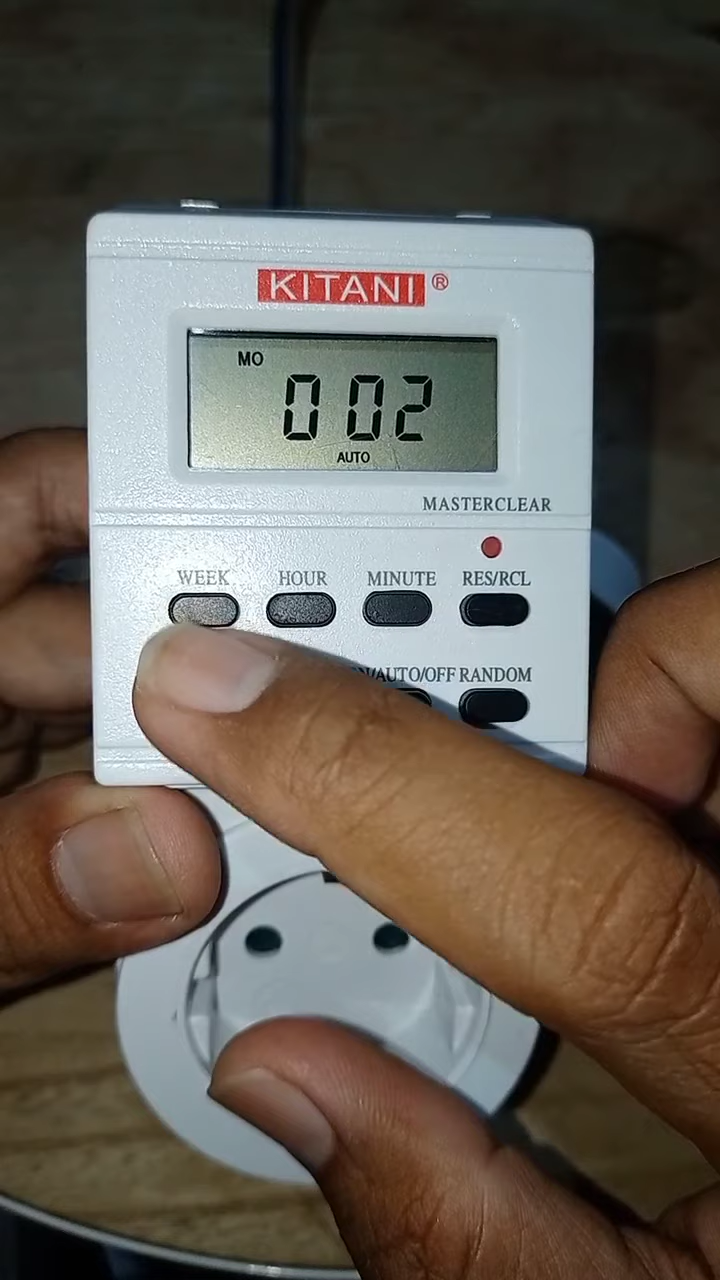 KITANI®
MO
0 02
AUTO
MASTERCLEAR
WEEK HOUR MINUTE RES/RCL
/AUTO/OFF RANDOM